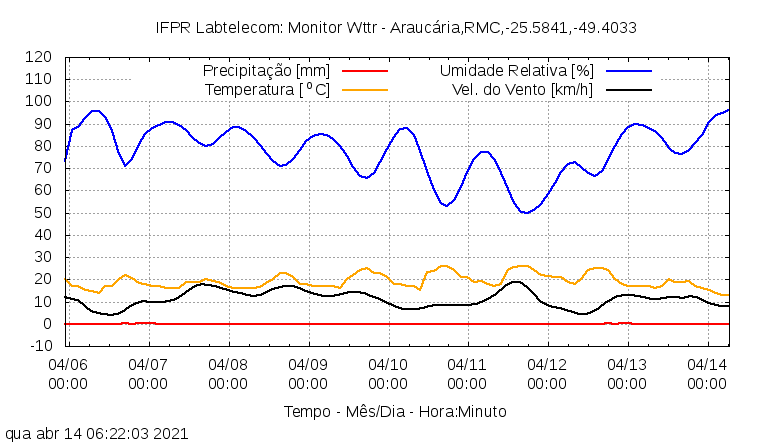 IFPR Labtelecom: Monitor Wttr - Araucária,RMC,-25.5841,-49.4033
Precipitação [mm]
Temperatura [ ⁰C]
Umidade Relativa [%]
Vel. do Vento [km/h]
120
110
100
90
80
70
60
50
40
30
20
10
0
-10
04/06 04/07 04/08 04/09 04/10 04/11 04/12 04/13 04/14
00:00 00:00 00:00 00:00 00:00 00:00 00:00 00:00 00:00
Tempo - Mês/Dia - Hora:Minuto
qua abr 14 06:22:03 2021